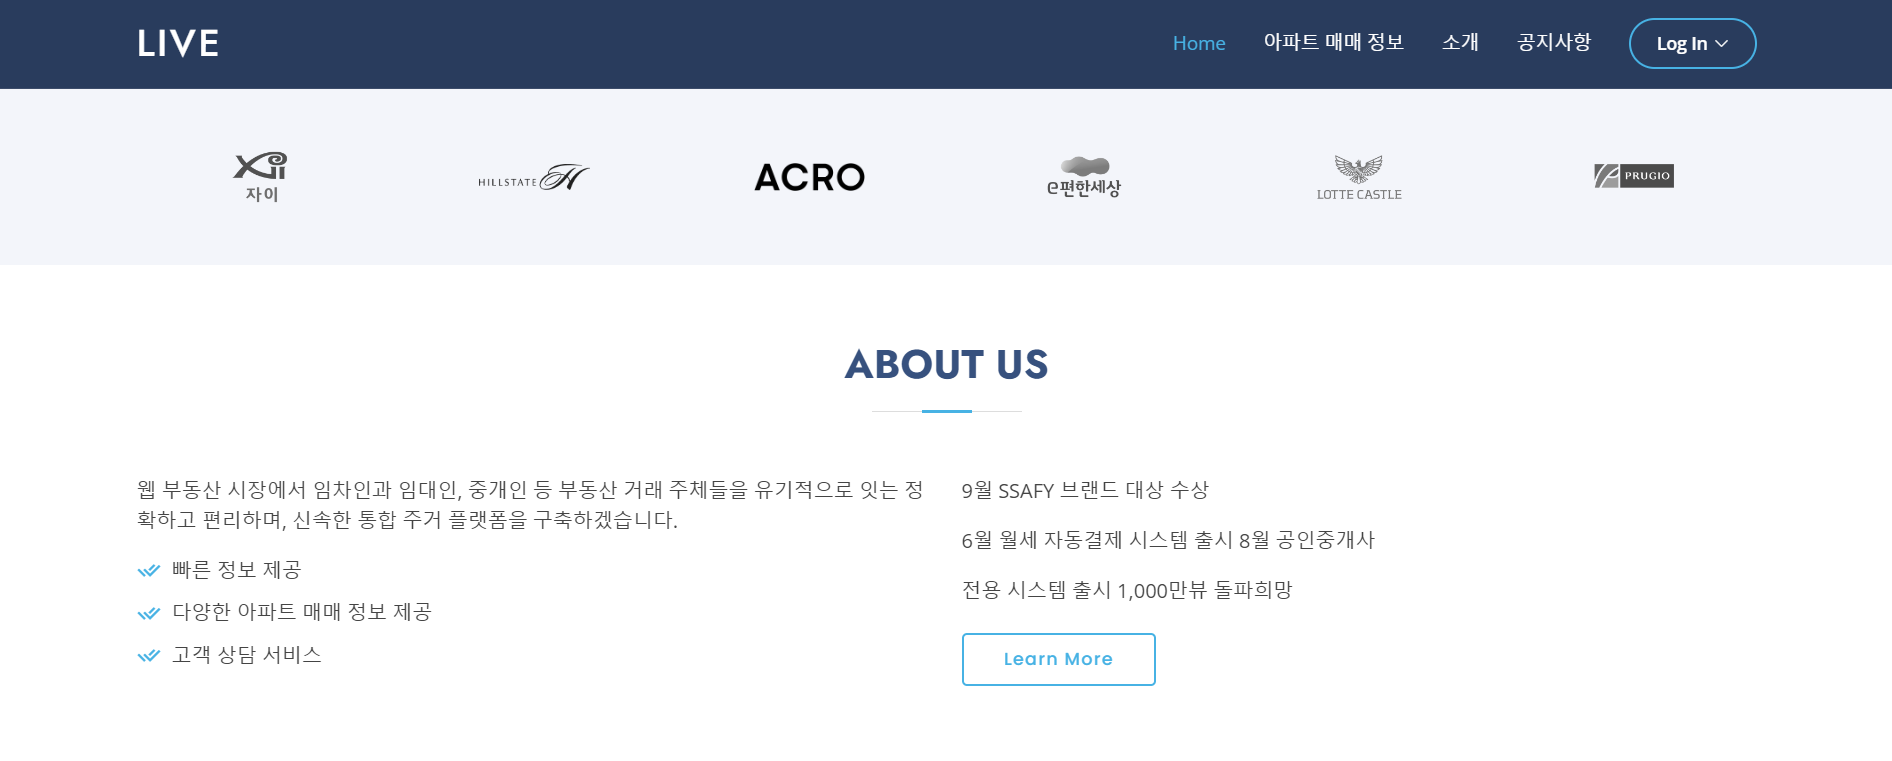 LIVE
Home
아파트 매매 정보
소개
공지사항
Log In
자이
HILLSTATE H
ACRO
e편한세상
LOTTE CASTLE
PRUGIO
ABOUT US
웹 부동산 시장에서 임차인과 임대인, 중개인 등 부동산 거래 주체들을 유기적으로 잇는 정
확하고 편리하며, 신속한 통합 주거 플랫폼을 구축하겠습니다.
빠른 정보 제공
다양한 아파트 매매 정보 제공
고객 상담 서비스
9월 SSAFY 브랜드 대상 수상
6월 월세 자동결제 시스템 출시 8월 공인중개사
전용 시스템 출시 1,000만뷰 돌파희망
Learn More